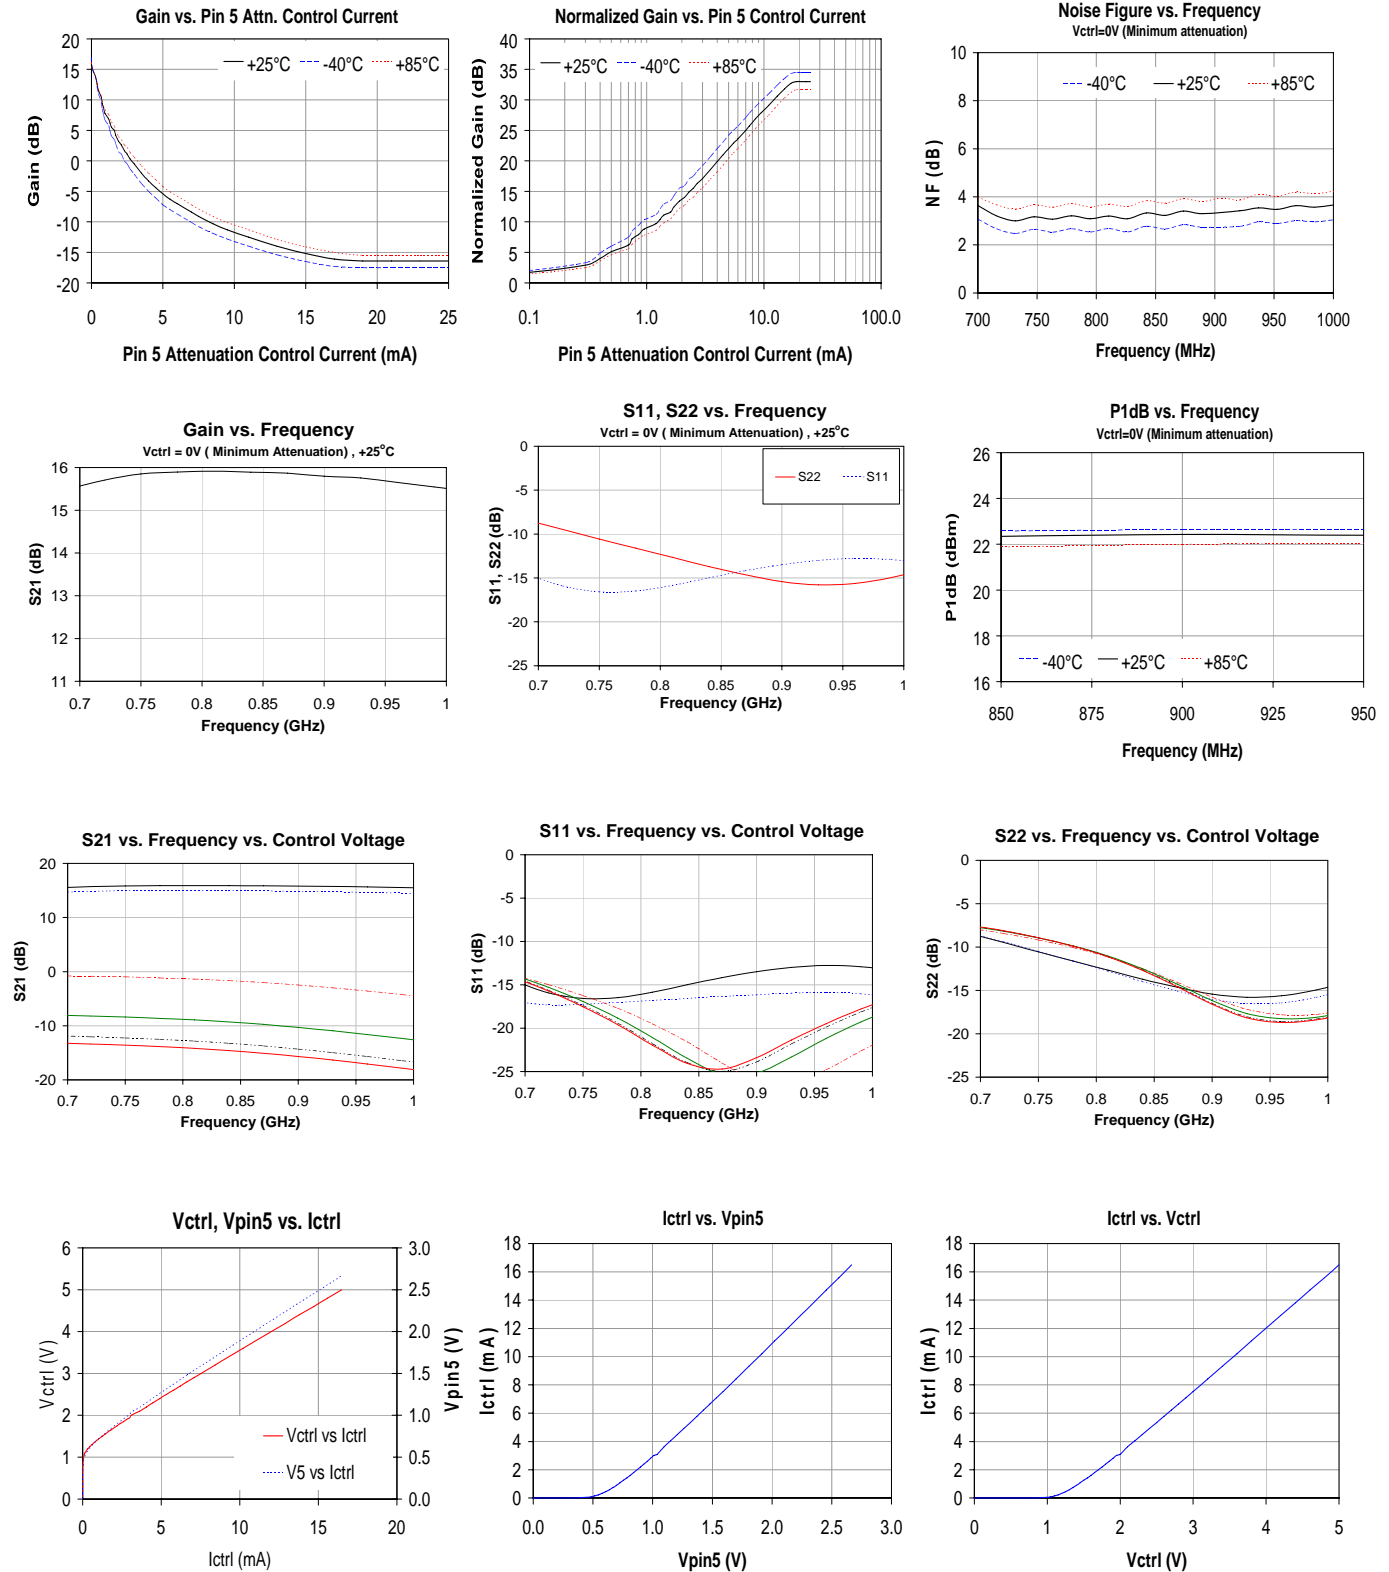 Gain vs. Pin 5 Attn. Control Current
20
15
10
5
0
-5
-10
-15
-20
Gain (dB)
+25°C -40°C +85°C
0 5 10 15 20 25
Pin 5 Attenuation Control Current (mA)
Normalized Gain vs. Pin 5 Control Current
40
35
30
25
20
15
10
5
0
Normalized Gain (dB)
+25°C -40°C +85°C
0.1 1.0 10.0 100.0
Pin 5 Attenuation Control Current (mA)
Noise Figure vs. Frequency
Vctrl=0V (Minimum attenuation)
10
8
6
4
2
0
NF (dB)
-40°C +25°C +85°C
700 750 800 850 900 950 1000
Frequency (MHz)
Gain vs. Frequency
Vctrl = 0V ( Minimum Attenuation) , +25°C
16
15
14
13
12
11
S21 (dB)
0.7 0.75 0.8 0.85 0.9 0.95 1
Frequency (GHz)
S11, S22 vs. Frequency
Vctrl = 0V ( Minimum Attenuation) , +25°C
0
-5
-10
-15
-20
-25
S11, S22 (dB)
S22 S11
0.7 0.75 0.8 0.85 0.9 0.95 1
Frequency (GHz)
P1dB vs. Frequency
Vctrl=0V (Minimum attenuation)
26
24
22
20
18
16
P1dB (dBm)
-40°C +25°C +85°C
850 875 900 925 950
Frequency (MHz)
S21 vs. Frequency vs. Control Voltage
20
10
0
-10
-20
S21 (dB)
0.7 0.75 0.8 0.85 0.9 0.95 1
Frequency (GHz)
S11 vs. Frequency vs. Control Voltage
0
-5
-10
-15
-20
-25
S11 (dB)
0.7 0.75 0.8 0.85 0.9 0.95 1
Frequency (GHz)
S22 vs. Frequency vs. Control Voltage
0
-5
-10
-15
-20
-25
S22 (dB)
0.7 0.75 0.8 0.85 0.9 0.95 1
Frequency (GHz)
Vctrl, Vpin5 vs. Ictrl
6
5
4
3
2
1
0
Vctrl (V)
3.0
2.5
2.0
1.5
1.0
0.5
0.0
Vpin5 (V)
Vctrl vs Ictrl
V5 vs Ictrl
0 5 10 15 20
Ictrl (mA)
Ictrl vs. Vpin5
18
16
14
12
10
8
6
4
2
0
Ictrl (mA)
0.0 0.5 1.0 1.5 2.0 2.5 3.0
Vpin5 (V)
Ictrl vs. Vctrl
18
16
14
12
10
8
6
4
2
0
Ictrl (mA)
0 1 2 3 4 5
Vctrl (V)